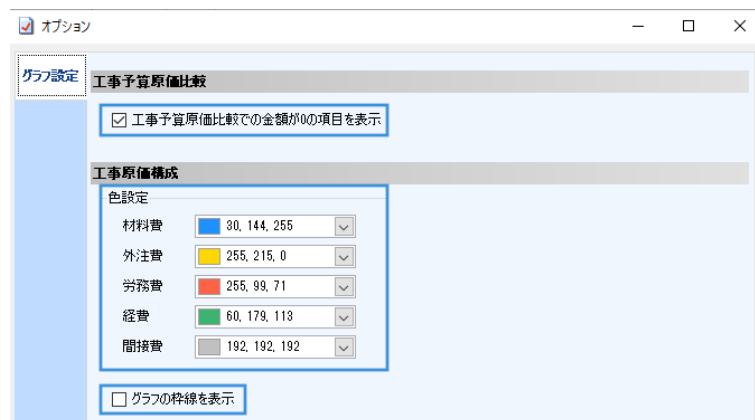 オプション
グラフ設定
工事予算原価比較
工事予算原価比較での金額が0の項目を表示
工事原価構成
色設定
材料費 30, 144, 255
外注費 255, 215, 0
労務費 255, 99, 71
経費 60, 179, 113
間接費 192, 192, 192
グラフの枠線を表示